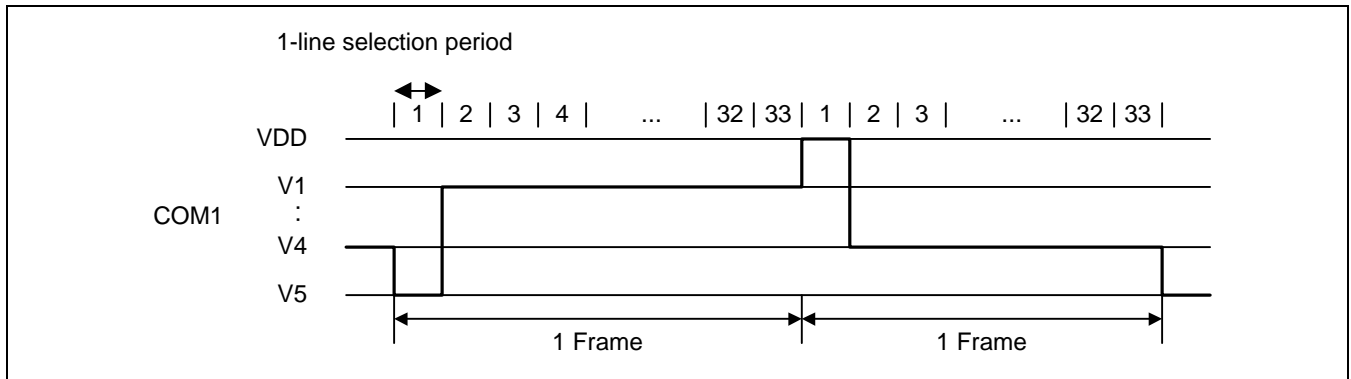 1-line selection period
| 1 | 2 | 3 | 4 | ... | 32 | 33 | 1 | 2 | 3 | ... | 32 | 33 |
VDD
V1
COM1 :
V4
V5
1 Frame 1 Frame